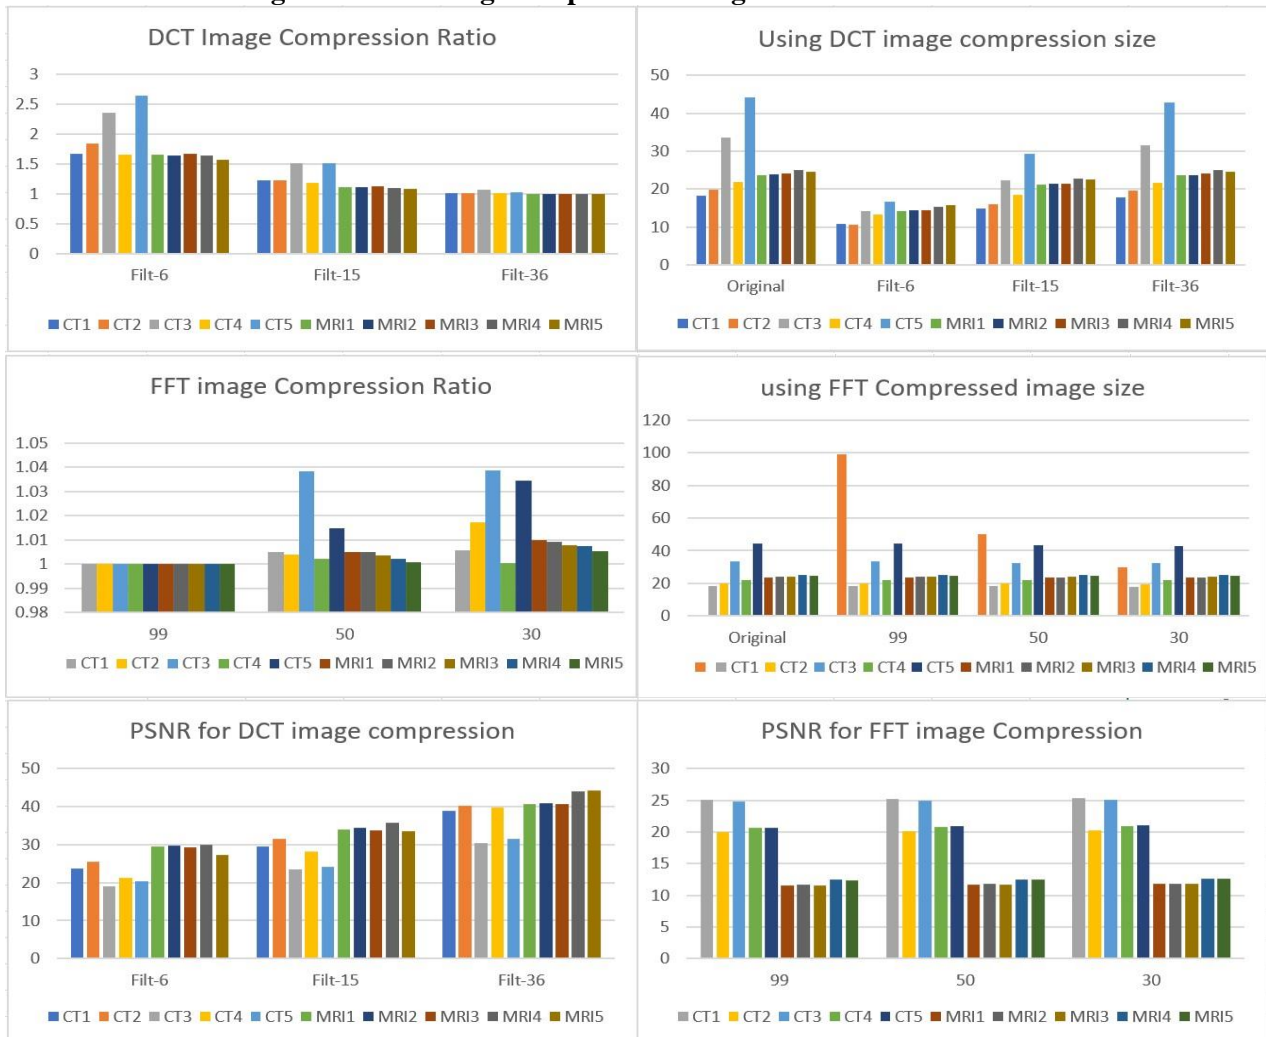 DCT Image Compression Ratio
3
2.5
2
1.5
1
0.5
0
Filt-6 Filt-15 Filt-36
CT1 CT2 CT3 CT4 CT5 MRI1 MRI2 MRI3 MRI4 MRI5
Using DCT image compression size
50
40
30
20
10
0
Original Filt-6 Filt-15 Filt-36
CT1 CT2 CT3 CT4 CT5 MRI1 MRI2 MRI3 MRI4 MRI5
FFT image Compression Ratio
1.05
1.04
1.03
1.02
1.01
1
0.99
0.98
99 50 30
CT1 CT2 CT3 CT4 CT5 MRI1 MRI2 MRI3 MRI4 MRI5
using FFT Compressed image size
120
100
80
60
40
20
0
Original 99 50 30
CT1 CT2 CT3 CT4 CT5 MRI1 MRI2 MRI3 MRI4 MRI5
PSNR for DCT image compression
50
40
30
20
10
0
Filt-6 Filt-15 Filt-36
CT1 CT2 CT3 CT4 CT5 MRI1 MRI2 MRI3 MRI4 MRI5
PSNR for FFT image Compression
30
25
20
15
10
5
0
99 50 30
CT1 CT2 CT3 CT4 CT5 MRI1 MRI2 MRI3 MRI4 MRI5